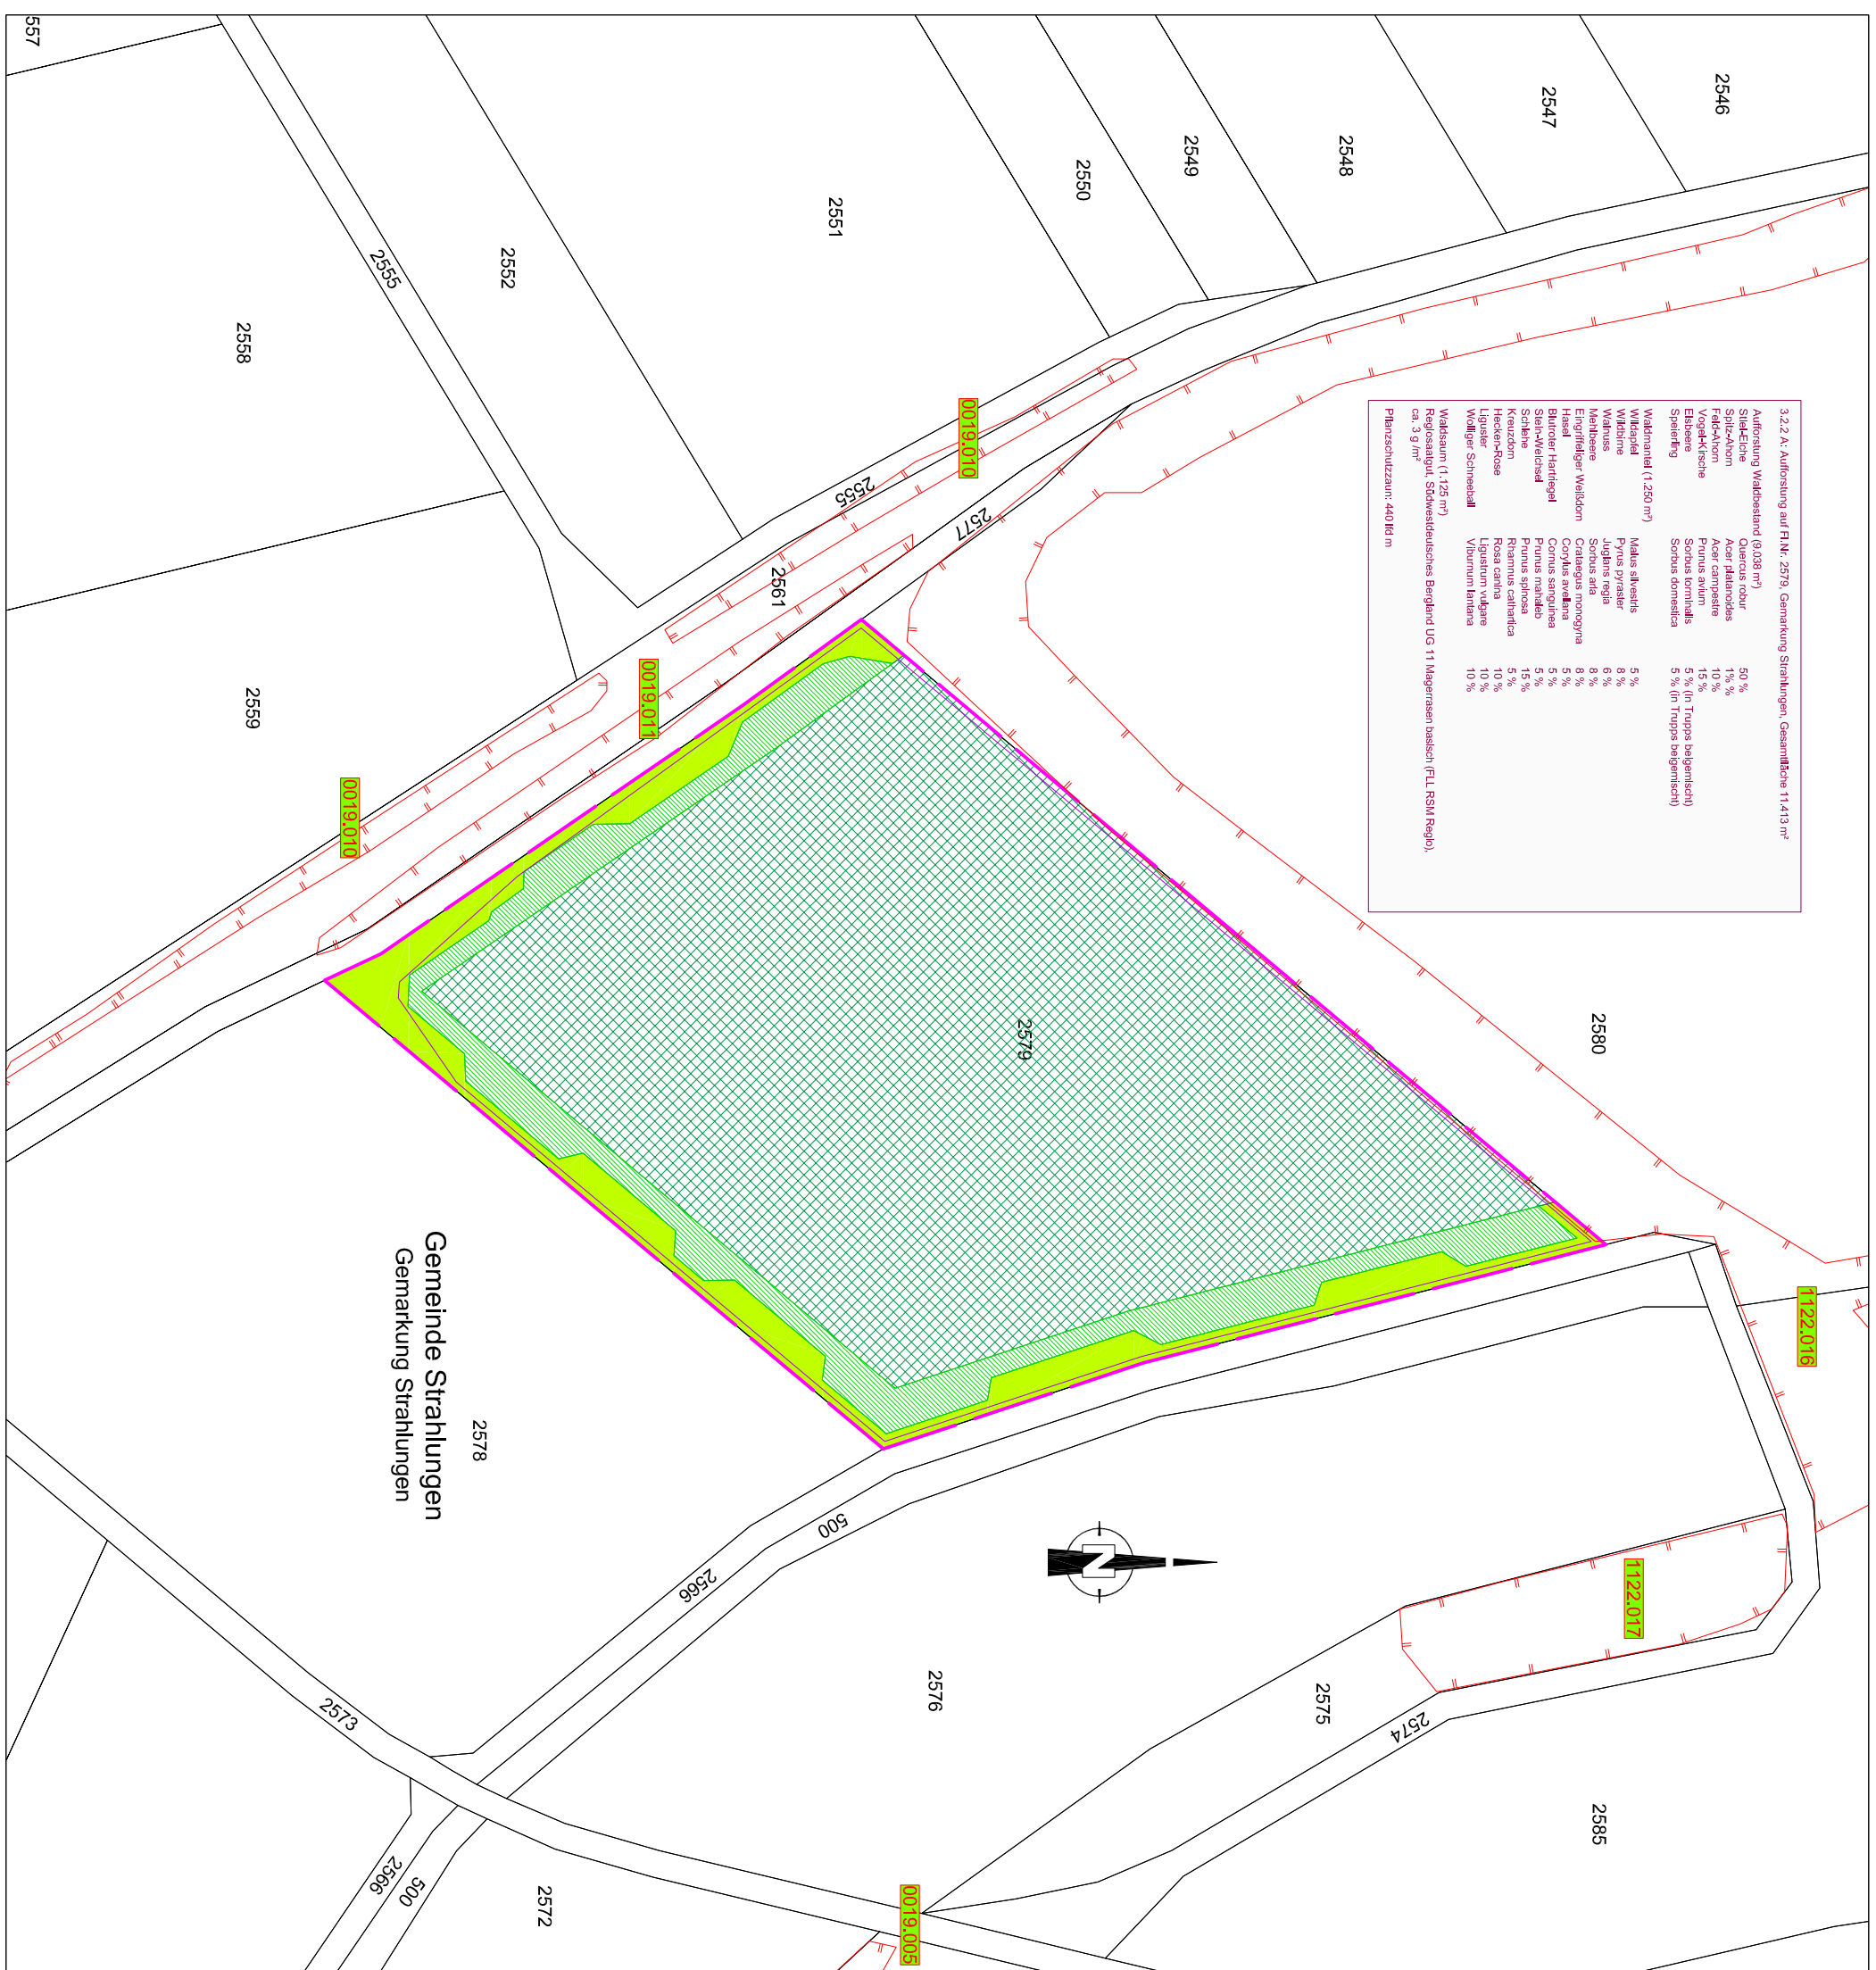 3.2.2 A: Aufforstung auf Fl.Nr. 2579, Gemarkung Strahlungen, Gesamtfläche 11.413 m²
Aufforstung Waldbestand (9.038 m²)
Stiel-Eiche Quercus robur 50 %
Spitz-Ahorn Acer platanoides 1% %
Feld-Ahorn Acer campestre 10 %
Vogel-Kirsche Prunus avium 15 %
Elsbeere Sorbus torminalis 5 % (in Trupps beigemischt)
Speierling Sorbus domestica 5 % (in Trupps beigemischt)
Waldmantel (1.250 m²)
Wildapfel Malus silvestris 5 %
Wildbirne Pyrus pyraster 8 %
Walnuss Juglans regia 6 %
Mehlbeere Sorbus aria 8 %
Eingriffeliger Weißdorn Crataegus monogyna 8 %
Hasel Corylus avellana 5 %
Blutroter Hartriegel Cornus sanguinea 5 %
Stein-Weichsel Prunus mahaleb 5 %
Schlehe Prunus spinosa 15 %
Kreuzdorn Rhamnus cathartica 5 %
Hecken-Rose Rosa canina 10 %
Liguster Ligustrum vulgare 10 %
Wolliger Schneeball Viburnum lantana 10 %
Waldsaum (1.125 m²)
Regiosaatgut, Südwestdeutsches Bergland UG 11 Magerrasen basisch (FLL RSM Regio),
ca. 3 g /m²
Pflanzschutzzaun: 440 lfd m
2546
2547
2548
2549
2550
2551
2552
2555
2558
557
2559
0019.010
2555
2577
2561
0019.011
0019.010
2580
2579
1122.016
1122.017
Gemeinde Strahlungen
Gemarkung Strahlungen
2578
500
2566
N
2576
2575
2574
2585
2573
2566
500
2572
0019.005